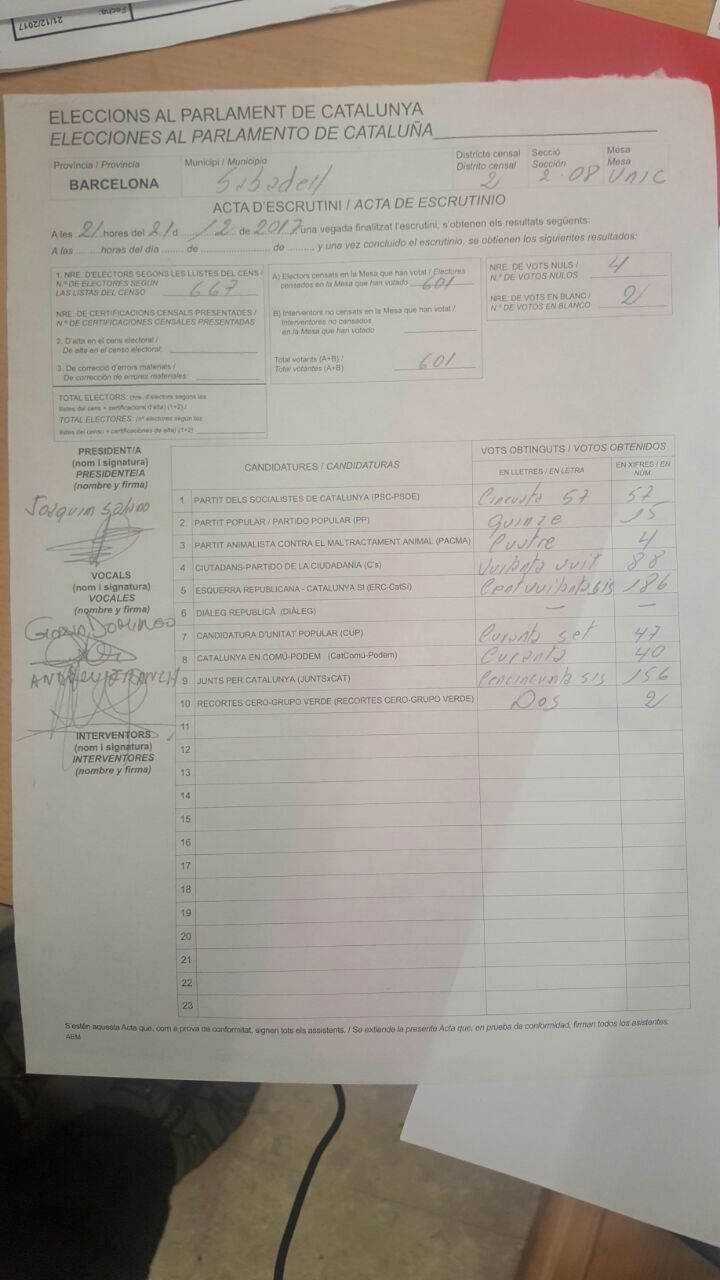 21/12/2017
Fecha:
ELECCIONS AL PARLAMENT DE CATALUNYA
ELECCIONES AL PARLAMENTO DE CATALUÑA
Provincia / Provincia
BARCELONA
Municipi / Municipio
Sabadell
Districte censal
Distrito censal
2
Secció
Sección
2-08
Mesa
Mesa
UNIC
ACTA D'ESCRUTINI / ACTA DE ESCRUTINIO
A les 21 hores del 21 d 12 de 2017 una vegada finalitzat l'escrutini, s'obtenen els resultats següents:
A las ......... horas del día ........ de ............ de ........, y una vez concluido el escrutinio, se obtienen los siguientes resultados:
1. NRE. D'ELECTORS SEGONS LES LLISTES DEL CENS /
N.º DE ELECTORES SEGÚN
LAS LISTAS DEL CENSO 667
NRE. DE CERTIFICACIONS CENSALS PRESENTADES /
N.º DE CERTIFICACIONES CENSALES PRESENTADAS
2. D'alta en el cens electoral /
De alta en el censo electoral:
3. De correcció d'errors materials /
De corrección de errores materiales:
TOTAL ELECTORS: (nre. d'electors segons les
llistes del cens + certificacions d'alta) (1+2) /
TOTAL ELECTORES: (nº electores según las
listas del censo + certificaciones de alta) (1+2)
A) Electors censats en la Mesa que han votat / Electores
censados en la Mesa que han votado 601
B) Interventors no censats en la Mesa que han votat /
Interventores no censados
en la Mesa que han votado
Total votants (A+B) /
Total votantes (A+B) 601
NRE. DE VOTS NULS /
N.º DE VOTOS NULOS 4
NRE. DE VOTS EN BLANC /
N.º DE VOTOS EN BLANCO 2
PRESIDENT/A
(nom i signatura)
PRESIDENTE/A
(nombre y firma)
Joaquim
VOCALS
(nom i signatura)
VOCALES
(nombre y firma)
Domingo
INTERVENTORS
(nom i signatura)
INTERVENTORES
(nombre y firma)
CANDIDATURES / CANDIDATURAS
VOTS OBTINGUTS / VOTOS OBTENIDOS
EN LLETRES / EN LETRA
EN XIFRES / EN NÚM.
1 PARTIT DELS SOCIALISTES DE CATALUNYA (PSC-PSOE) Cincuata 57 57
2 PARTIT POPULAR / PARTIDO POPULAR (PP) quinze 15
3 PARTIT ANIMALISTA CONTRA EL MALTRACTAMENT ANIMAL (PACMA) Cuatre 4
4 CIUTADANS-PARTIDO DE LA CIUDADANÍA (C's) Vuitanta vuit 88
5 ESQUERRA REPUBLICANA - CATALUNYA SI (ERC-CatSí) Centvuitantasis 186
6 DIÀLEG REPUBLICÀ (DIÀLEG) — —
7 CANDIDATURA D'UNITAT POPULAR (CUP) Curanta set 47
8 CATALUNYA EN COMÚ-PODEM (CatComú-Podem) Curanta 40
9 JUNTS PER CATALUNYA (JUNTSxCAT) Cencincunta sis 156
10 RECORTES CERO-GRUPO VERDE (RECORTES CERO-GRUPO VERDE) Dos 2
11
12
13
14
15
16
17
18
19
20
21
22
23
S'estén aquesta Acta que, com a prova de conformitat, signen tots els assistents. / Se extiende la presente Acta que, en prueba de conformidad, firman todos los asistentes.
AEM